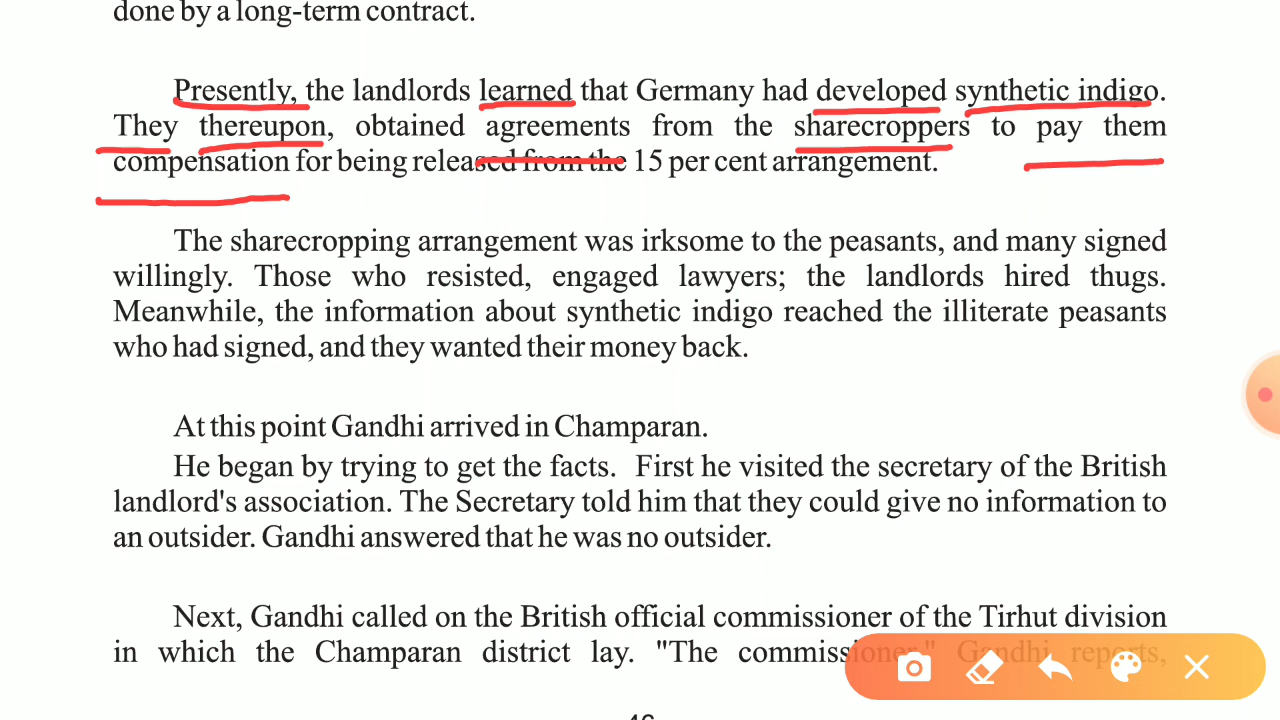 done by a long-term contract.
Presently, the landlords learned that Germany had developed synthetic indigo.
They thereupon, obtained agreements from the sharecroppers to pay them
compensation for being released from the 15 per cent arrangement.
The sharecropping arrangement was irksome to the peasants, and many signed
willingly. Those who resisted, engaged lawyers; the landlords hired thugs.
Meanwhile, the information about synthetic indigo reached the illiterate peasants
who had signed, and they wanted their money back.
At this point Gandhi arrived in Champaran.
He began by trying to get the facts. First he visited the secretary of the British
landlord's association. The Secretary told him that they could give no information to
an outsider. Gandhi answered that he was no outsider.
Next, Gandhi called on the British official commissioner of the Tirhut division
in which the Champaran district lay. "The commissioner," Gandhi reports,